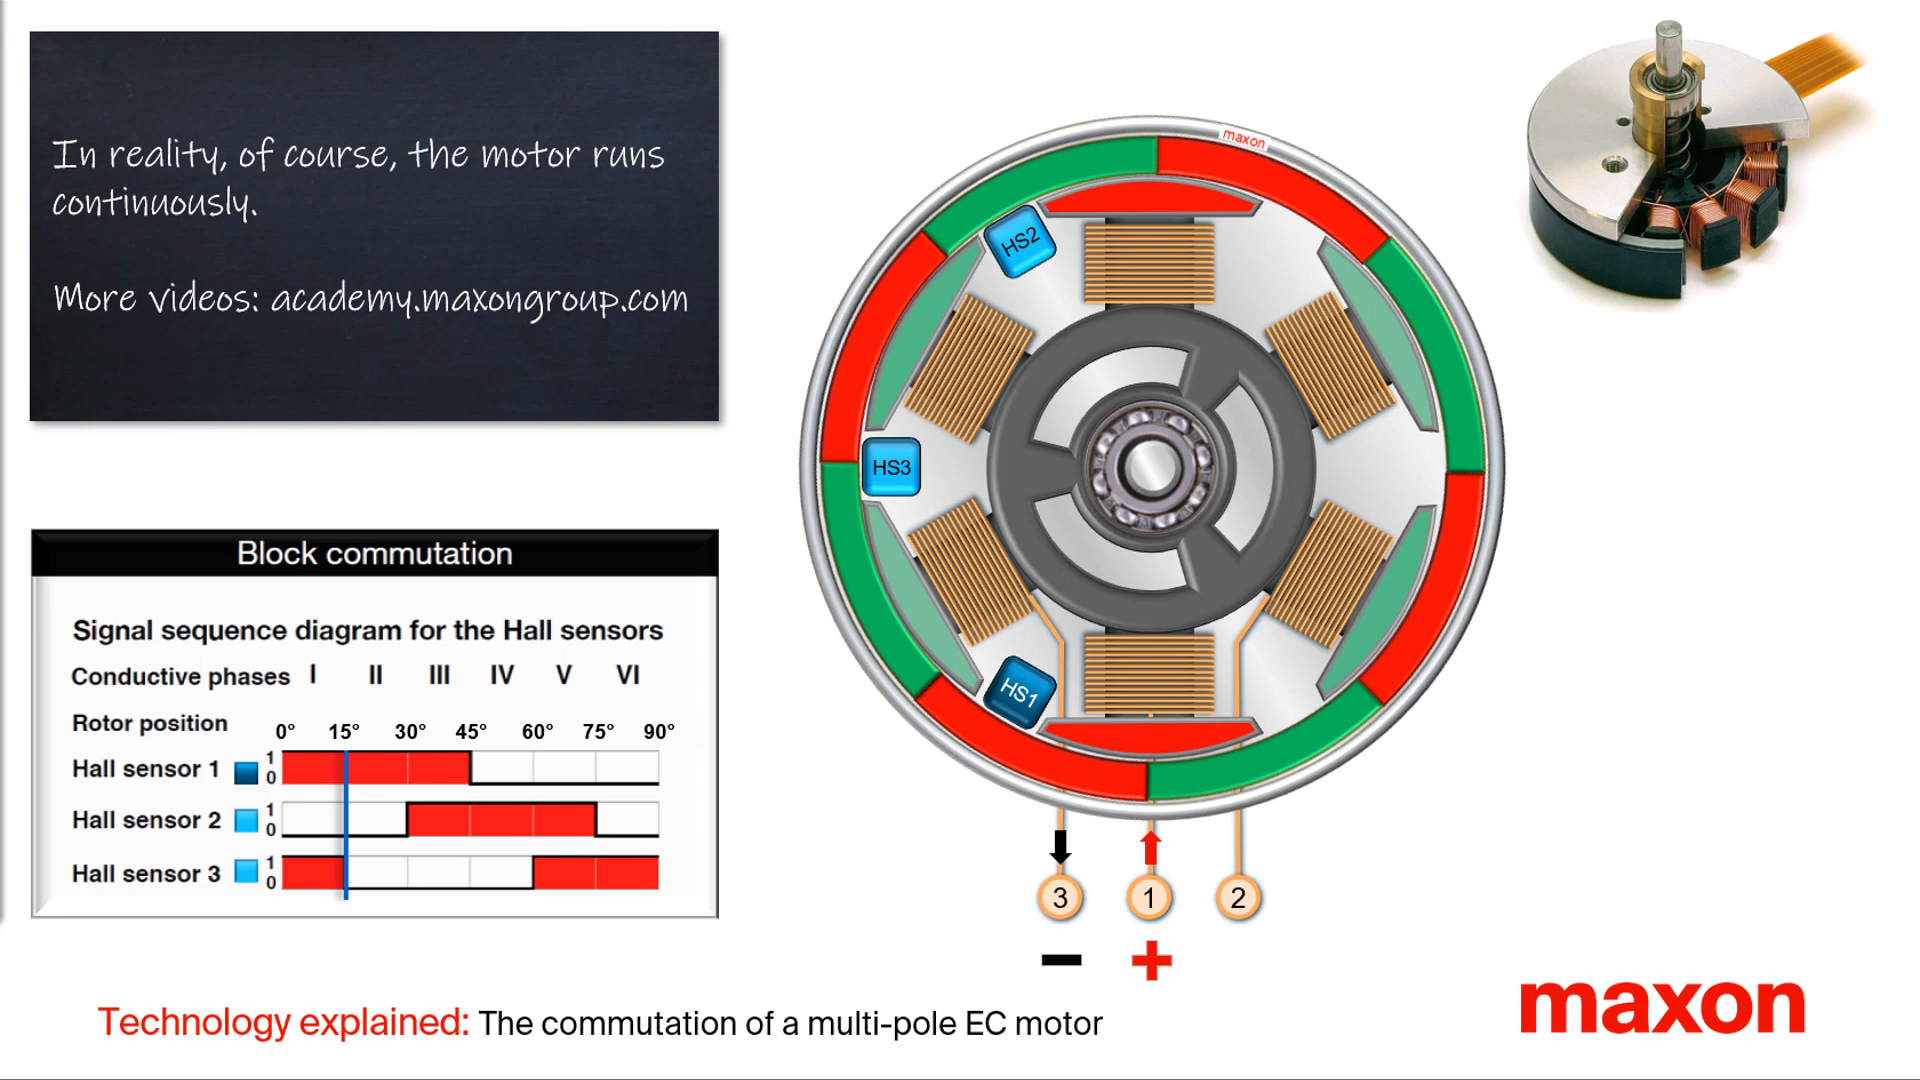 In reality, of course, the motor runs
continuously.
More videos: academy.maxongroup.com
maxon
HS2
HS3
HS1
Block commutation
Signal sequence diagram for the Hall sensors
Conductive phases I II III IV V VI
Rotor position 0° 15° 30° 45° 60° 75° 90°
Hall sensor 1 1 0
Hall sensor 2 1 0
Hall sensor 3 1 0
3 1 2
− +
Technology explained: The commutation of a multi-pole EC motor
maxon